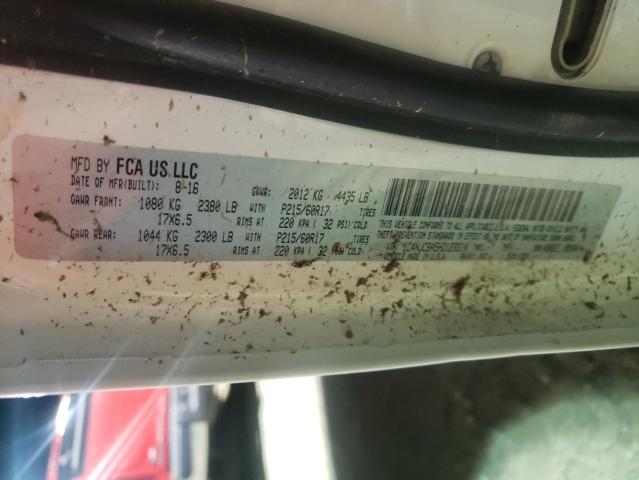 MFD BY FCA US LLC
DATE OF MFR(BUILT): 8-16 GVWR: 2012 KG 4435 LB
GAWR FRONT: 1080 KG 2380 LB WITH P215/60R17 TIRES
17X6.5 RIMS AT 220 KPA ( 32 PSI) COLD
GAWR REAR: 1044 KG 2300 LB WITH P215/60R17 TIRES
17X6.5 RIMS AT 220 KPA ( 32 PSI) COLD
THIS VEHICLE CONFORMS TO ALL APPLICABLE U.S.A. FEDERAL MOTOR VEHICLE SAFETY,
MADE IN U.S.A.